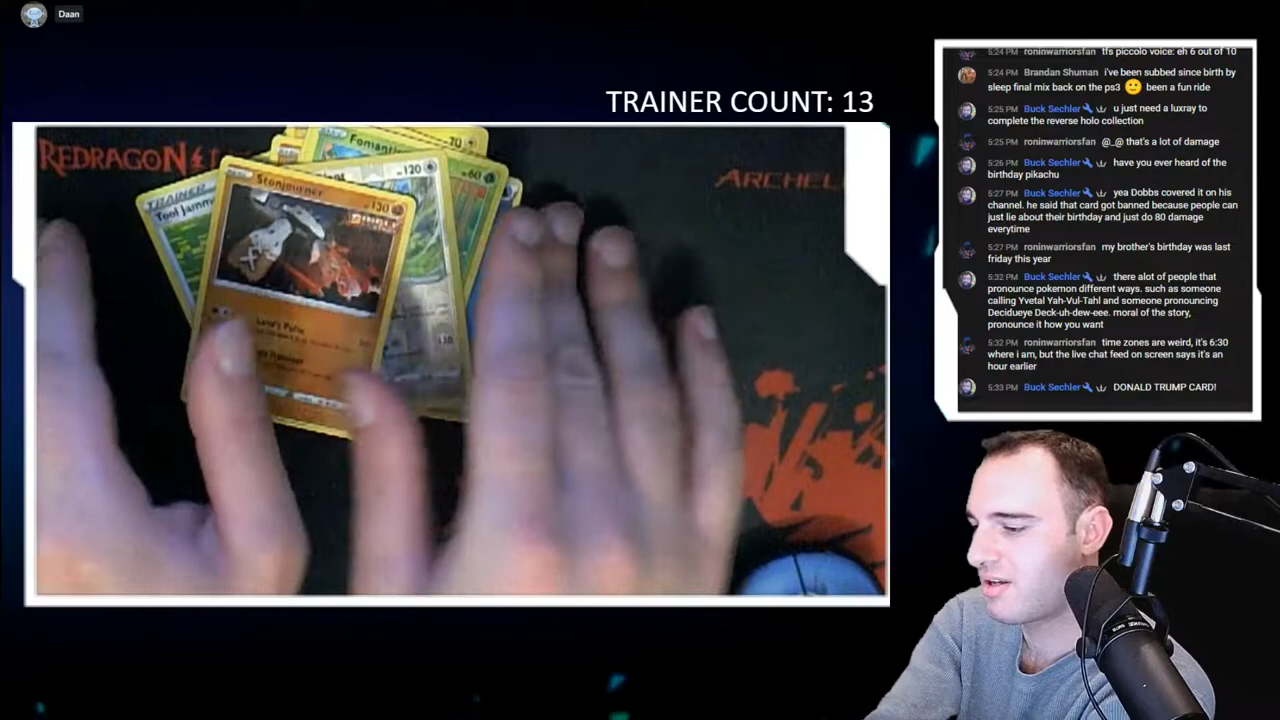 Daan
TRAINER COUNT: 13
REDRAGON
ARCHEL
Fomantis
70
120
60
TRAINER
Tool Jamm
Stonjourner
130
130
5:24 PM roninwarriorsfan tfs piccolo voice: eh 6 out of 10
5:24 PM Brandan Shuman i've been subbed since birth by
sleep final mix back on the ps3 🙂 been a fun ride
5:25 PM Buck Sechler u just need a luxray to
complete the reverse holo collection
5:25 PM roninwarriorsfan @_@ that's a lot of damage
5:26 PM Buck Sechler have you ever heard of the
birthday pikachu
5:27 PM Buck Sechler yea Dobbs covered it on his
channel. he said that card got banned because people can
just lie about their birthday and just do 80 damage
everytime
5:27 PM roninwarriorsfan my brother's birthday was last
friday this year
5:32 PM Buck Sechler there alot of people that
pronounce pokemon different ways. such as someone
calling Yvetal Yah-Vul-Tahl and someone pronouncing
Decidueye Deck-uh-dew-eee. moral of the story,
pronounce it how you want
5:32 PM roninwarriorsfan time zones are weird, it's 6:30
where i am, but the live chat feed on screen says it's an
hour earlier
5:33 PM Buck Sechler DONALD TRUMP CARD!